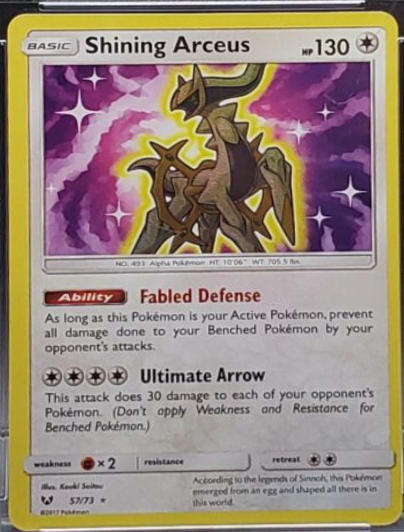 BASIC Shining Arceus HP 130
NO. 493 Alpha Pokémon HT: 10'06" WT: 705.5 lbs.
Ability Fabled Defense
As long as this Pokémon is your Active Pokémon, prevent
all damage done to your Benched Pokémon by your
opponent's attacks.
Ultimate Arrow
This attack does 30 damage to each of your opponent's
Pokémon. (Don't apply Weakness and Resistance for
Benched Pokémon.)
weakness ×2 resistance retreat
Illus. Kouki Saitou
57/73 ★
©2017 Pokémon
According to the legends of Sinnoh, this Pokémon
emerged from an egg and shaped all there is in
this world.